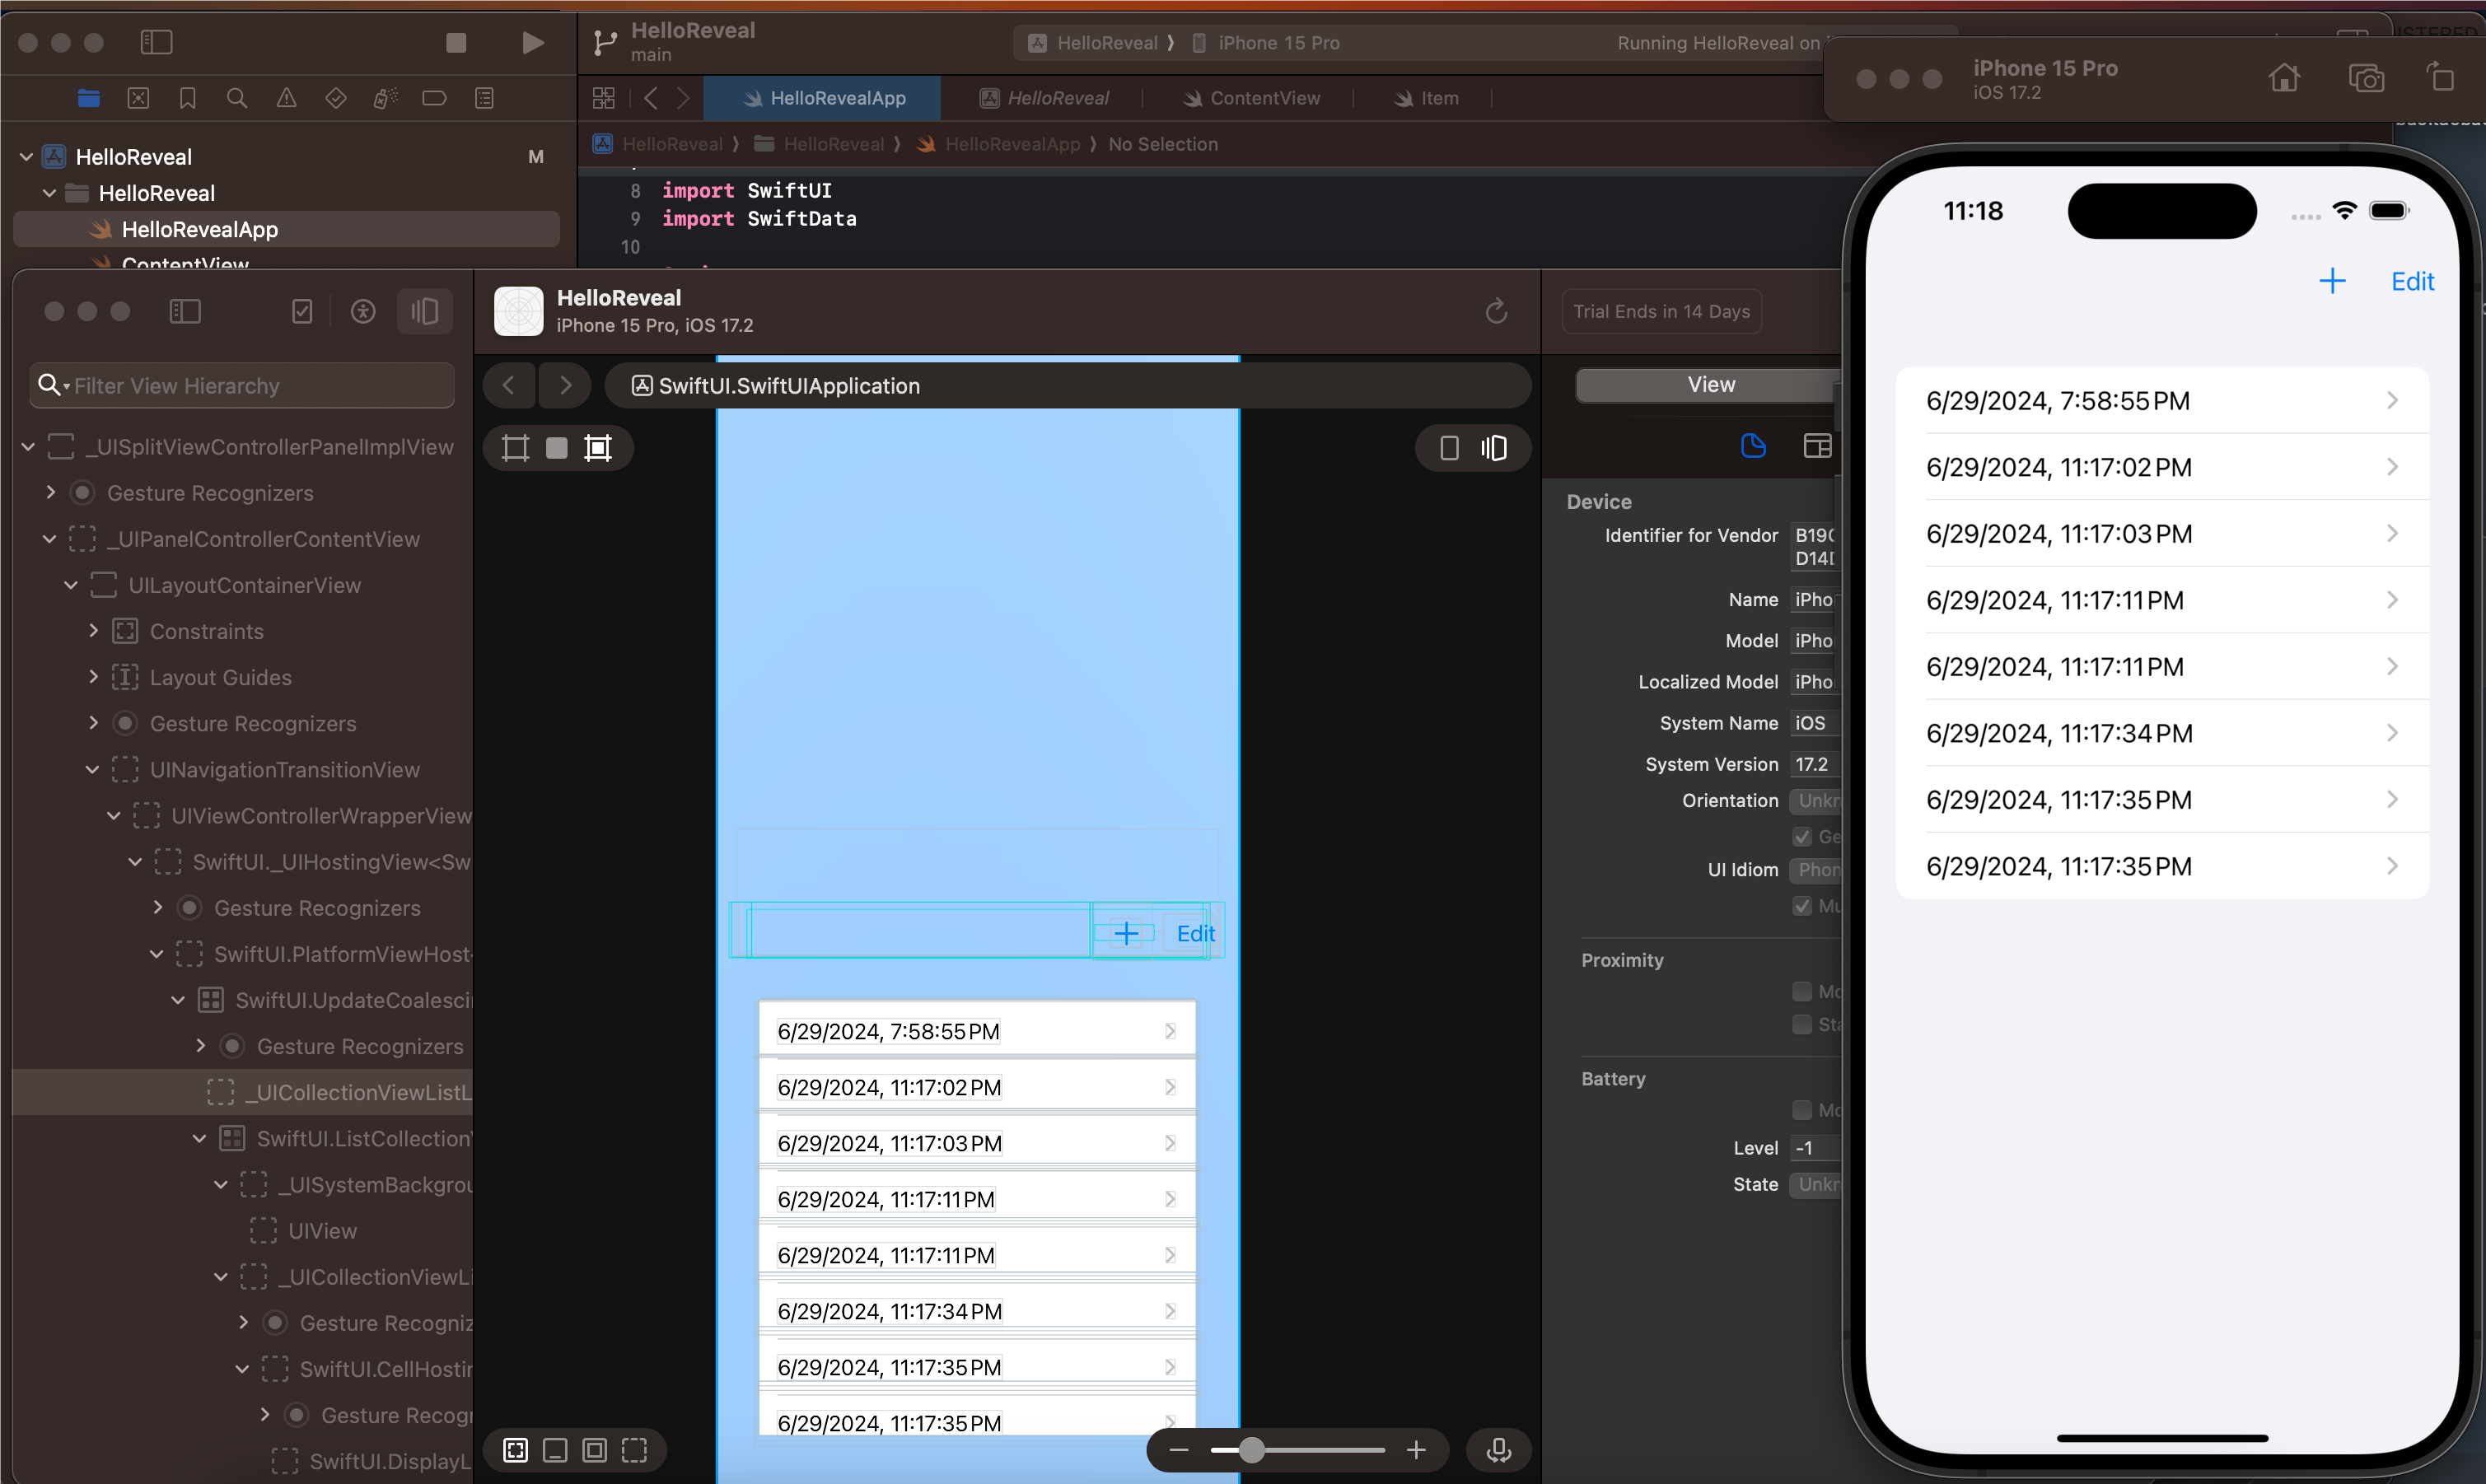 HelloReveal
main
HelloReveal ⟩ iPhone 15 Pro
Running HelloReveal on
HelloRevealApp
HelloReveal
ContentView
Item
HelloReveal
M
HelloReveal
HelloRevealApp
ContentView
HelloReveal ⟩ HelloReveal ⟩ HelloRevealApp ⟩ No Selection
8 import SwiftUI
9 import SwiftData
10
HelloReveal
iPhone 15 Pro, iOS 17.2
Trial Ends in 14 Days
Filter View Hierarchy
_UISplitViewControllerPanelImplView
Gesture Recognizers
_UIPanelControllerContentView
UILayoutContainerView
Constraints
Layout Guides
Gesture Recognizers
UINavigationTransitionView
UIViewControllerWrapperView
SwiftUI._UIHostingView<Sw
Gesture Recognizers
SwiftUI.PlatformViewHost
SwiftUI.UpdateCoalesci
Gesture Recognizers
_UICollectionViewListL
SwiftUI.ListCollection
_UISystemBackgrou
UIView
_UICollectionViewLi
Gesture Recogniz
SwiftUI.CellHostin
Gesture Recogn
SwiftUI.DisplayL
SwiftUI.SwiftUIApplication
Edit
6/29/2024, 7:58:55 PM
6/29/2024, 11:17:02 PM
6/29/2024, 11:17:03 PM
6/29/2024, 11:17:11 PM
6/29/2024, 11:17:11 PM
6/29/2024, 11:17:34 PM
6/29/2024, 11:17:35 PM
6/29/2024, 11:17:35 PM
View
Device
Identifier for Vendor B19C
D14D
Name iPho
Model iPho
Localized Model iPho
System Name iOS
System Version 17.2
Orientation Unkn
Ge
UI Idiom Phon
Mu
Proximity
Mo
Sta
Battery
Mo
Level -1
State Unkn
iPhone 15 Pro
iOS 17.2
11:18
Edit
6/29/2024, 7:58:55 PM
6/29/2024, 11:17:02 PM
6/29/2024, 11:17:03 PM
6/29/2024, 11:17:11 PM
6/29/2024, 11:17:11 PM
6/29/2024, 11:17:34 PM
6/29/2024, 11:17:35 PM
6/29/2024, 11:17:35 PM